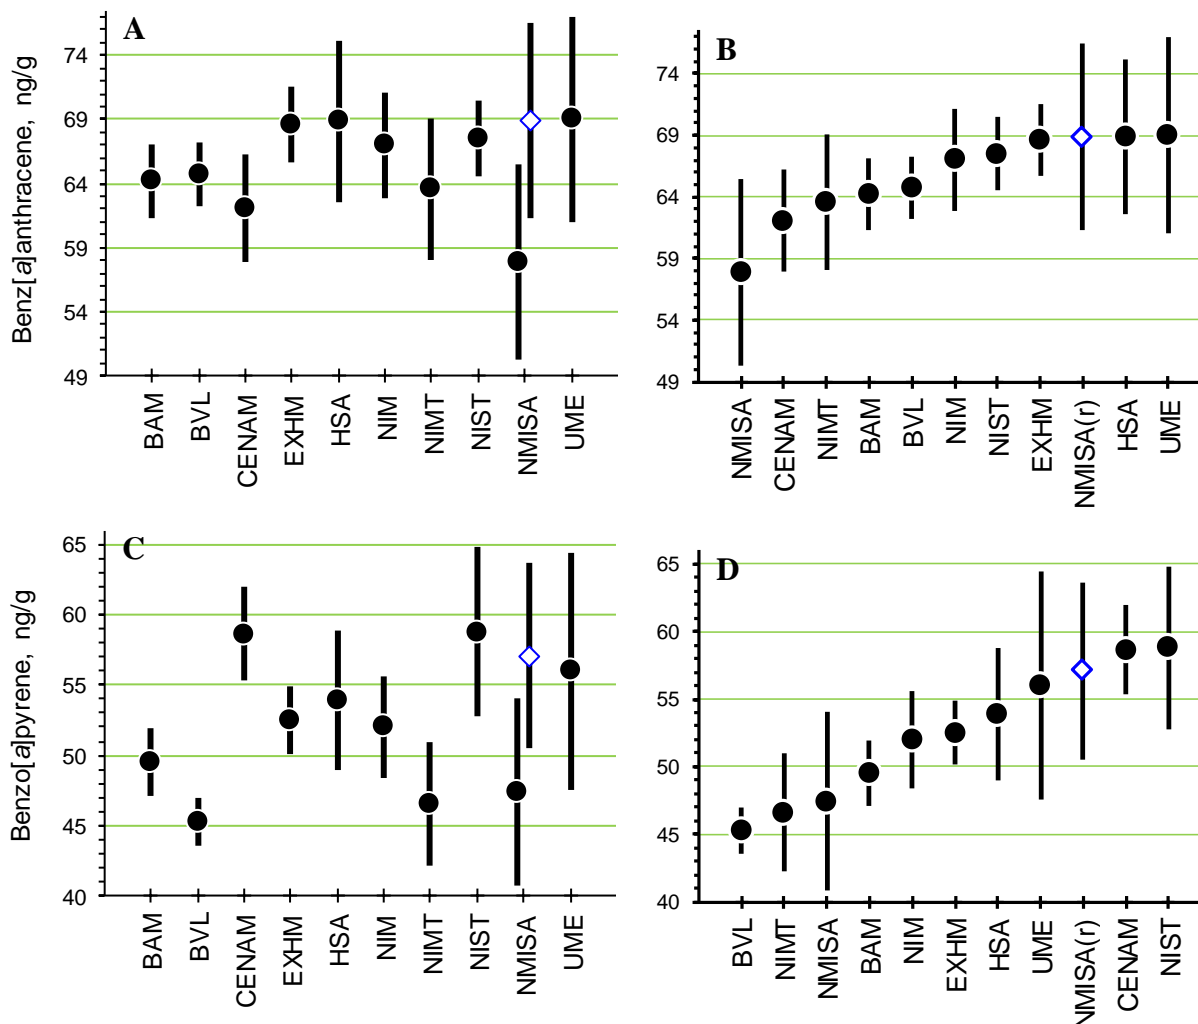 A
Benz[a]anthracene, ng/g
74
69
64
59
54
49
BAM
BVL
CENAM
EXHM
HSA
NIM
NIMT
NIST
NMISA
UME
B
74
69
64
59
54
49
NMISA
CENAM
NIMT
BAM
BVL
NIM
NIST
EXHM
NMISA(r)
HSA
UME
C
Benzo[a]pyrene, ng/g
65
60
55
50
45
40
BAM
BVL
CENAM
EXHM
HSA
NIM
NIMT
NIST
NMISA
UME
D
65
60
55
50
45
40
BVL
NIMT
NMISA
BAM
NIM
EXHM
HSA
UME
NMISA(r)
CENAM
NIST